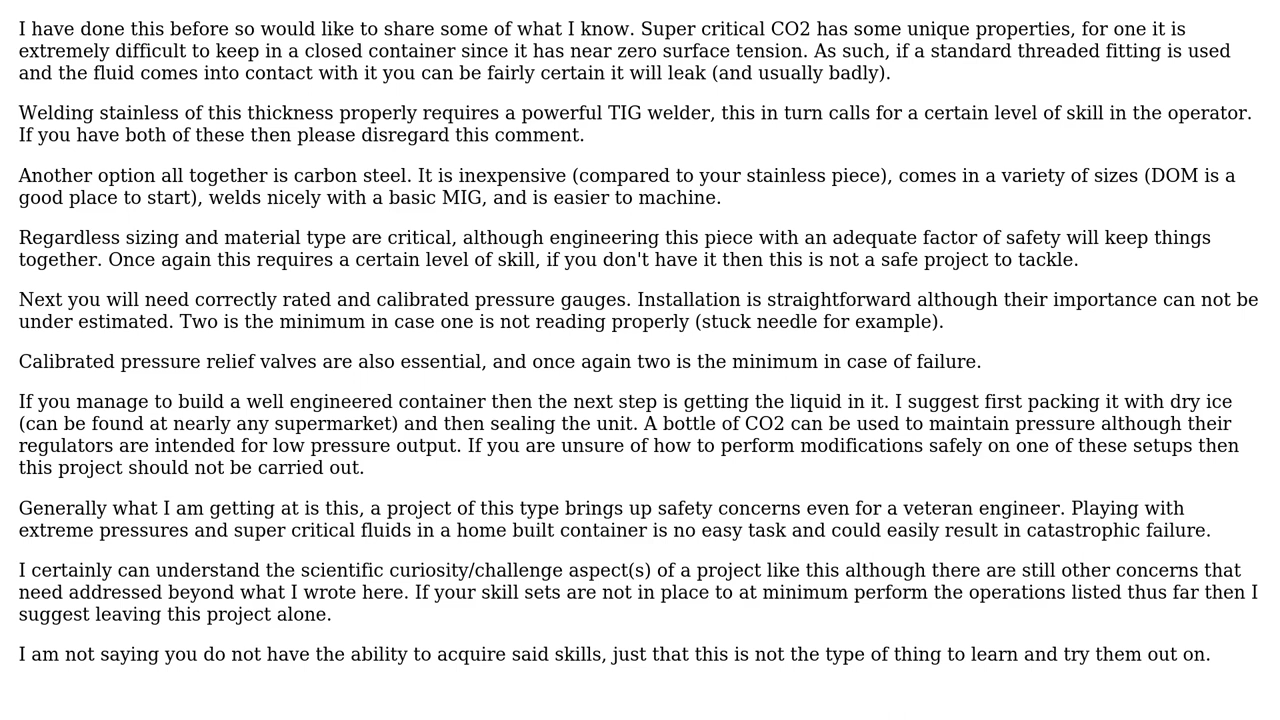 I have done this before so would like to share some of what I know. Super critical CO2 has some unique properties, for one it is
extremely difficult to keep in a closed container since it has near zero surface tension. As such, if a standard threaded fitting is used
and the fluid comes into contact with it you can be fairly certain it will leak (and usually badly).
Welding stainless of this thickness properly requires a powerful TIG welder, this in turn calls for a certain level of skill in the operator.
If you have both of these then please disregard this comment.
Another option all together is carbon steel. It is inexpensive (compared to your stainless piece), comes in a variety of sizes (DOM is a
good place to start), welds nicely with a basic MIG, and is easier to machine.
Regardless sizing and material type are critical, although engineering this piece with an adequate factor of safety will keep things
together. Once again this requires a certain level of skill, if you don't have it then this is not a safe project to tackle.
Next you will need correctly rated and calibrated pressure gauges. Installation is straightforward although their importance can not be
under estimated. Two is the minimum in case one is not reading properly (stuck needle for example).
Calibrated pressure relief valves are also essential, and once again two is the minimum in case of failure.
If you manage to build a well engineered container then the next step is getting the liquid in it. I suggest first packing it with dry ice
(can be found at nearly any supermarket) and then sealing the unit. A bottle of CO2 can be used to maintain pressure although their
regulators are intended for low pressure output. If you are unsure of how to perform modifications safely on one of these setups then
this project should not be carried out.
Generally what I am getting at is this, a project of this type brings up safety concerns even for a veteran engineer. Playing with
extreme pressures and super critical fluids in a home built container is no easy task and could easily result in catastrophic failure.
I certainly can understand the scientific curiosity/challenge aspect(s) of a project like this although there are still other concerns that
need addressed beyond what I wrote here. If your skill sets are not in place to at minimum perform the operations listed thus far then I
suggest leaving this project alone.
I am not saying you do not have the ability to acquire said skills, just that this is not the type of thing to learn and try them out on.